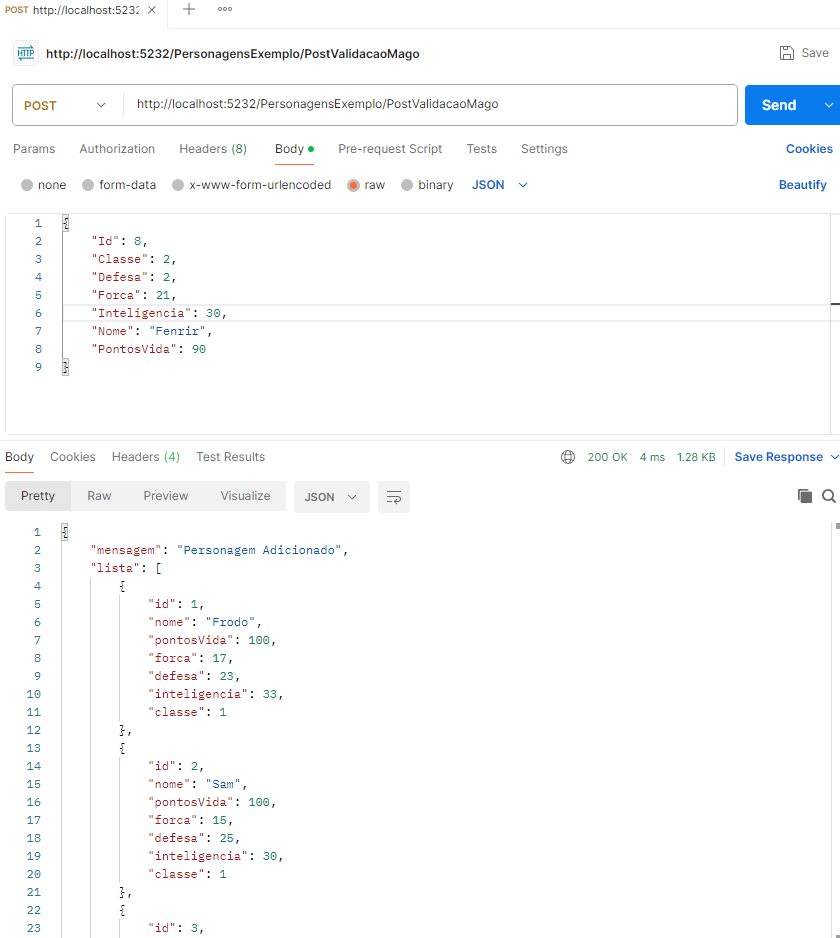 POST http://localhost:5232
HTTP http://localhost:5232/PersonagensExemplo/PostValidacaoMago Save
POST http://localhost:5232/PersonagensExemplo/PostValidacaoMago Send
Params Authorization Headers (8) Body Pre-request Script Tests Settings Cookies
none form-data x-www-form-urlencoded raw binary JSON Beautify
1 {
2 "Id": 8,
3 "Classe": 2,
4 "Defesa": 2,
5 "Forca": 21,
6 "Inteligencia": 30,
7 "Nome": "Fenrir",
8 "PontosVida": 90
9 }
Body Cookies Headers (4) Test Results 200 OK 4 ms 1.28 KB Save Response
Pretty Raw Preview Visualize JSON
1 {
2 "mensagem": "Personagem Adicionado",
3 "lista": [
4 {
5 "id": 1,
6 "nome": "Frodo",
7 "pontosVida": 100,
8 "forca": 17,
9 "defesa": 23,
10 "inteligencia": 33,
11 "classe": 1
12 },
13 {
14 "id": 2,
15 "nome": "Sam",
16 "pontosVida": 100,
17 "forca": 15,
18 "defesa": 25,
19 "inteligencia": 30,
20 "classe": 1
21 },
22 {
23 "id": 3,